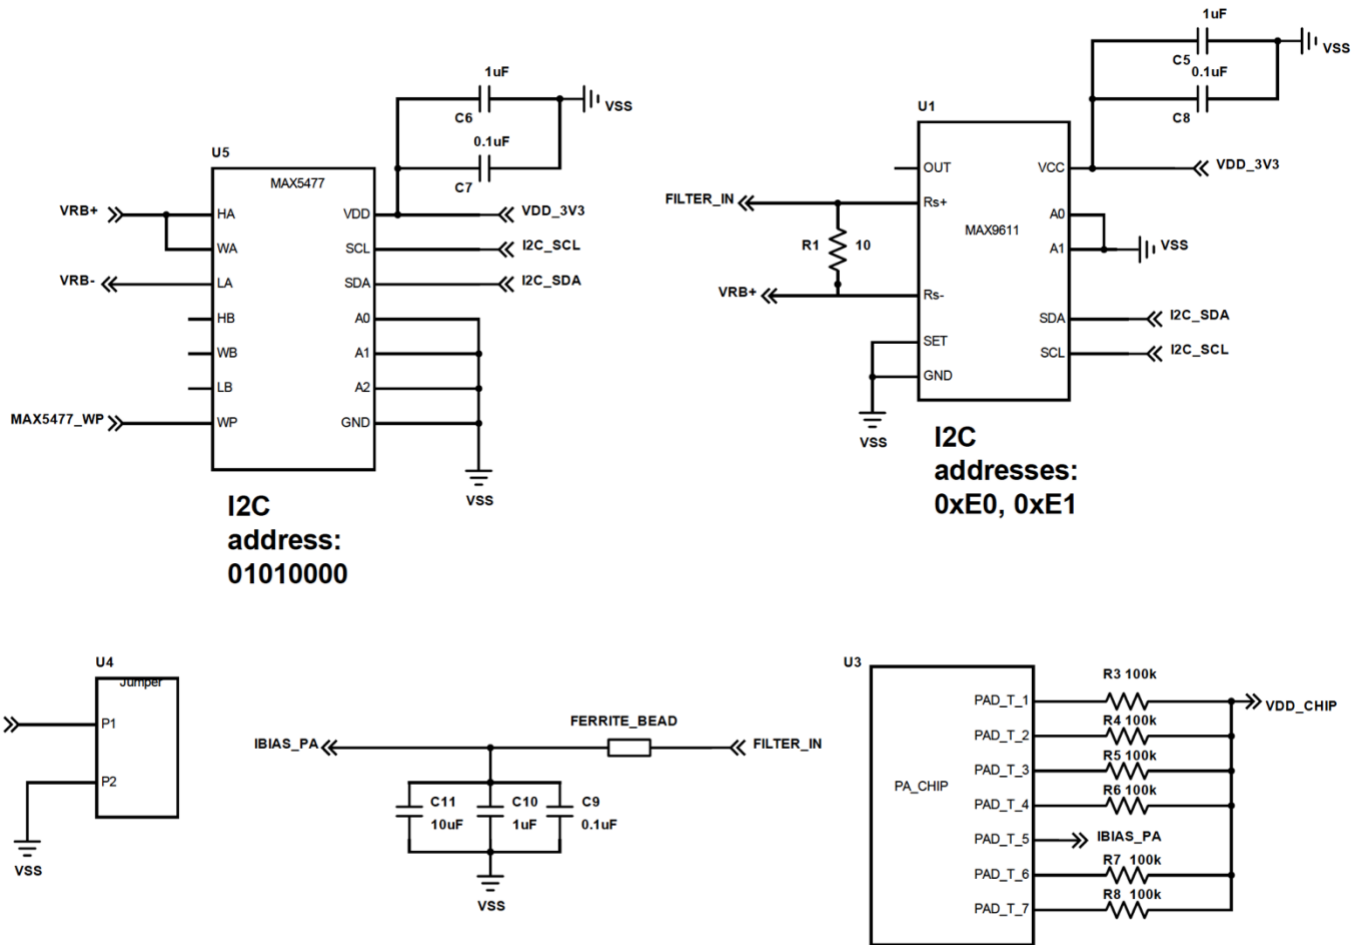 1uF
C5
0.1uF
C8
VSS
U1
OUT
VCC
VDD_3V3
FILTER_IN
Rs+
A0
MAX9611
R1
10
A1
VSS
VRB+
Rs-
SDA
I2C_SDA
SET
SCL
I2C_SCL
GND
VSS
I2C
addresses:
0xE0, 0xE1
1uF
C6
0.1uF
C7
VSS
U5
MAX5477
VRB+
HA
VDD
VDD_3V3
WA
SCL
I2C_SCL
VRB-
LA
SDA
I2C_SDA
HB
A0
WB
A1
LB
A2
MAX5477_WP
WP
GND
VSS
I2C
address:
01010000
U4
Jumper
P1
P2
VSS
FERRITE_BEAD
IBIAS_PA
FILTER_IN
C11
10uF
C10
1uF
C9
0.1uF
VSS
U3
PA_CHIP
PAD_T_1
R3 100k
VDD_CHIP
PAD_T_2
R4 100k
PAD_T_3
R5 100k
PAD_T_4
R6 100k
PAD_T_5
IBIAS_PA
PAD_T_6
R7 100k
PAD_T_7
R8 100k